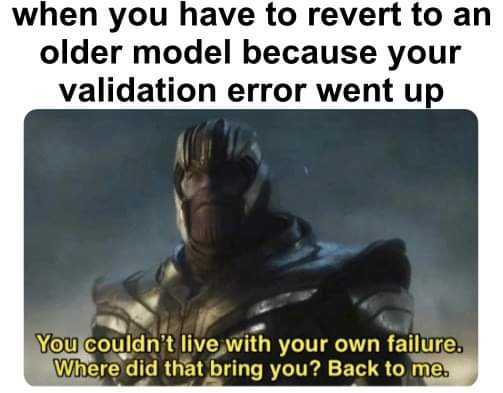 when you have to revert to an
older model because your
validation error went up
You couldn't live with your own failure.
Where did that bring you? Back to me.